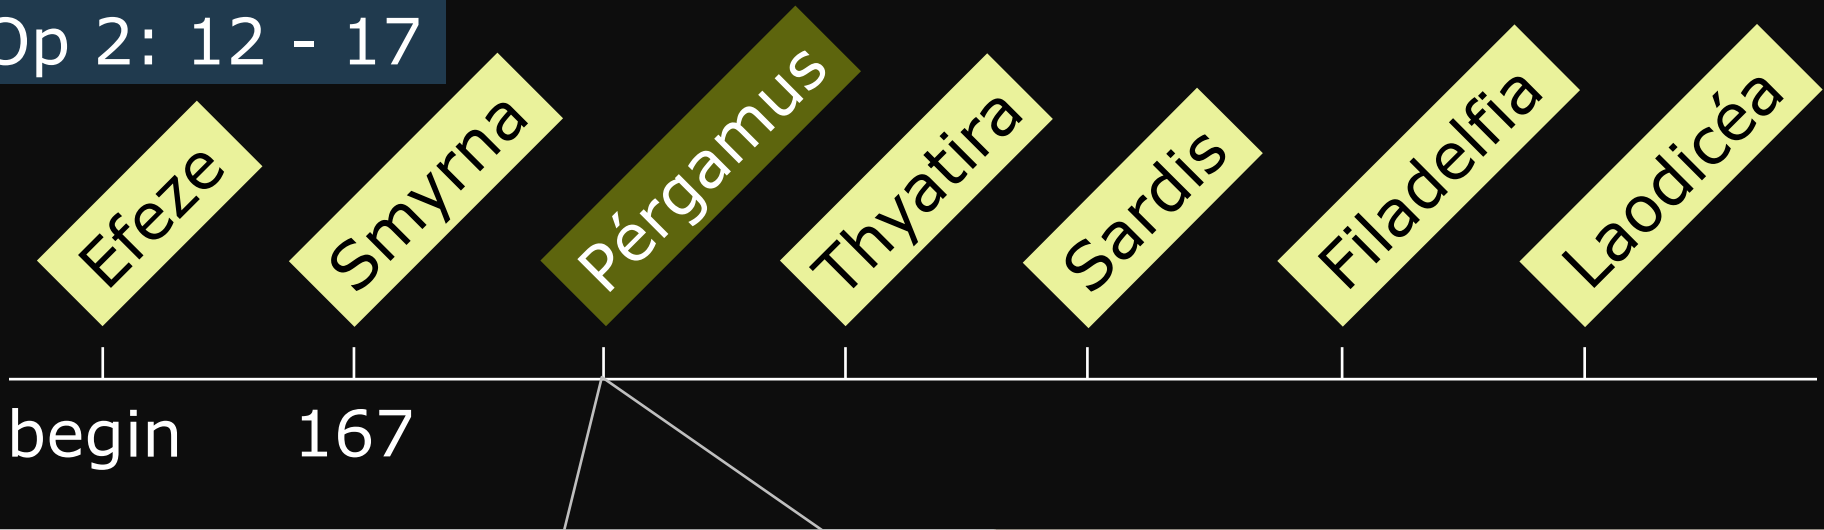 Op 2: 12 - 17
Efeze
Smyrna
Pérgamus
Thyatira
Sardis
Filadelfia
Laodicéa
begin
167